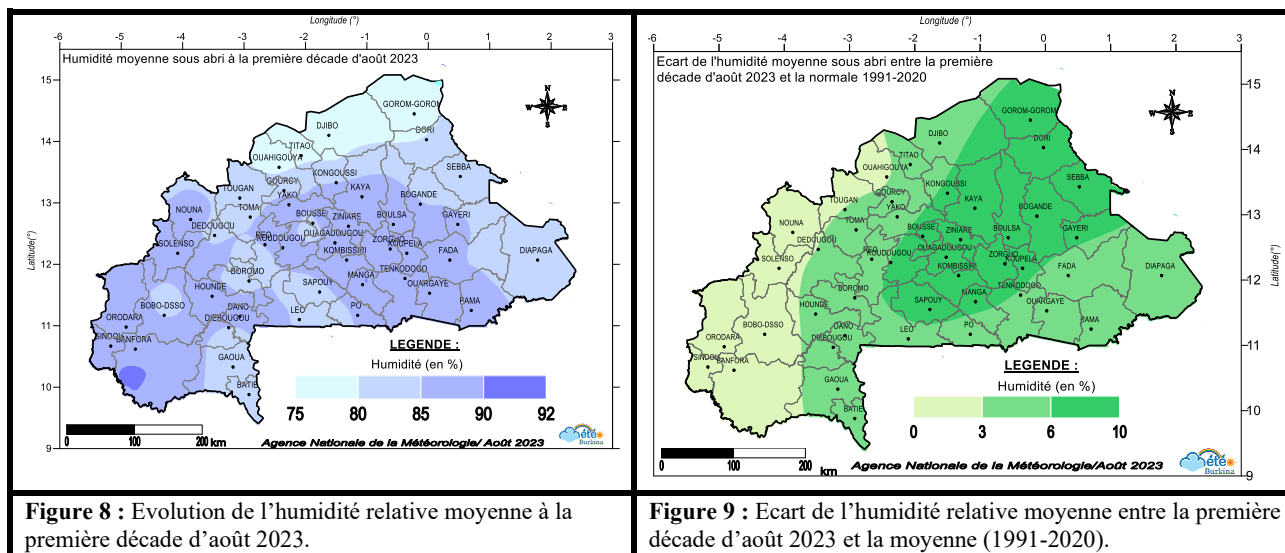 Longitude (°)
-6 -5 -4 -3 -2 -1 0 1 2 3
Humidité moyenne sous abri à la première décade d'août 2023
15
14
13
12
11
10
9
Latitude(°)
N
W E
S
GOROM-GOROM
DJIBO
DORI
TITAO
OUAHIGOUYA
SEBBA
KONGOUSSI
GOURCY
KAYA
TOUGAN
YAKO
BOGANDE
NOUNA
TOMA
BOUSSE
ZINIARE
BOULSA
GAYERI
DEDOUGOU
OUAGADOUGOU
SOLENSO
REO
KOUDOUGOU
KOMBISSIRI
ZORGHO
KOUPELA
FADA
DIAPAGA
BOROMO
MANGA
TENKODOGO
HOUNDE
SAPOUY
OUARGAYE
PAMA
BOBO-DSSO
DANO
LEO
PO
ORODARA
DIEBOUGOU
SINDOU
BANFORA
GAOUA
BATIE
LEGENDE :
Humidité (en %)
75 80 85 90 92
0 100 200
km
Agence Nationale de la Météorologie/ Août 2023
météo
Burkina
Figure 8 : Evolution de l'humidité relative moyenne à la
première décade d'août 2023.
Longitude (°)
-6 -5 -4 -3 -2 -1 0 1 2 3
Ecart de l'humidité moyenne sous abri entre la première
décade d'août 2023 et la normale 1991-2020
15
14
13
12
11
10
9
Latitude(°)
N
W E
S
GOROM-GOROM
DJIBO
DORI
TITAO
OUAHIGOUYA
SEBBA
KONGOUSSI
GOURCY
KAYA
TOUGAN
YAKO
BOGANDE
NOUNA
TOMA
BOUSSE
ZINIARE
BOULSA
GAYERI
DEDOUGOU
OUAGADOUGOU
SOLENSO
REO
KOUDOUGOU
KOMBISSIRI
ZORGHO
KOUPELA
FADA
DIAPAGA
BOROMO
MANGA
TENKODOGO
HOUNDE
SAPOUY
OUARGAYE
PAMA
BOBO-DSSO
DANO
LEO
PO
ORODARA
DIEBOUGOU
SINDOU
BANFORA
GAOUA
BATIE
LEGENDE :
Humidité (en %)
0 3 6 10
0 100 200
km
Agence Nationale de la Météorologie/Août 2023
météo
Burkina
Figure 9 : Ecart de l'humidité relative moyenne entre la première
décade d'août 2023 et la moyenne (1991-2020).